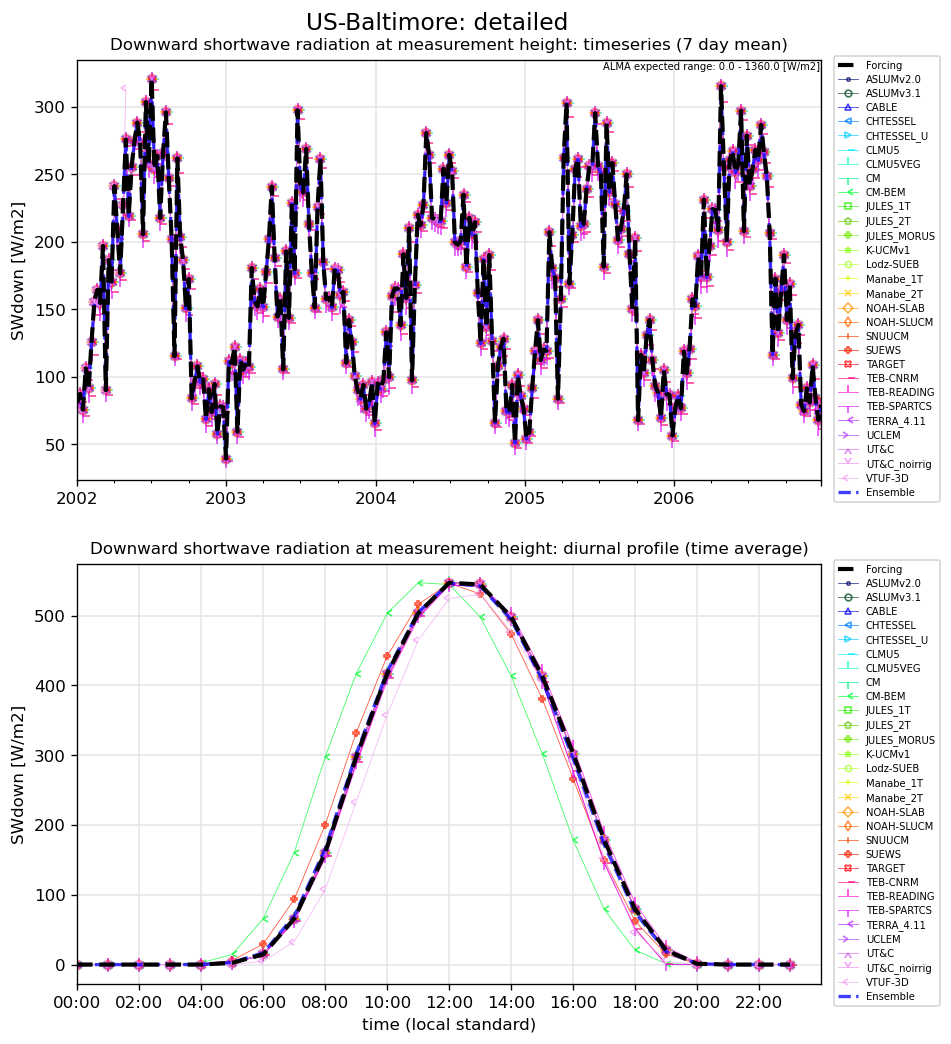 US-Baltimore: detailed
Downward shortwave radiation at measurement height: timeseries (7 day mean)
ALMA expected range: 0.0 - 1360.0 [W/m2]
SWdown [W/m2]
300
250
200
150
100
50
2002
2003
2004
2005
2006
Forcing
ASLUMv2.0
ASLUMv3.1
CABLE
CHTESSEL
CHTESSEL_U
CLMU5
CLMU5VEG
CM
CM-BEM
JULES_1T
JULES_2T
JULES_MORUS
K-UCMv1
Lodz-SUEB
Manabe_1T
Manabe_2T
NOAH-SLAB
NOAH-SLUCM
SNUUCM
SUEWS
TARGET
TEB-CNRM
TEB-READING
TEB-SPARTCS
TERRA_4.11
UCLEM
UT&C
UT&C_noirrig
VTUF-3D
Ensemble
Downward shortwave radiation at measurement height: diurnal profile (time average)
SWdown [W/m2]
500
400
300
200
100
0
00:00
02:00
04:00
06:00
08:00
10:00
12:00
14:00
16:00
18:00
20:00
22:00
time (local standard)
Forcing
ASLUMv2.0
ASLUMv3.1
CABLE
CHTESSEL
CHTESSEL_U
CLMU5
CLMU5VEG
CM
CM-BEM
JULES_1T
JULES_2T
JULES_MORUS
K-UCMv1
Lodz-SUEB
Manabe_1T
Manabe_2T
NOAH-SLAB
NOAH-SLUCM
SNUUCM
SUEWS
TARGET
TEB-CNRM
TEB-READING
TEB-SPARTCS
TERRA_4.11
UCLEM
UT&C
UT&C_noirrig
VTUF-3D
Ensemble